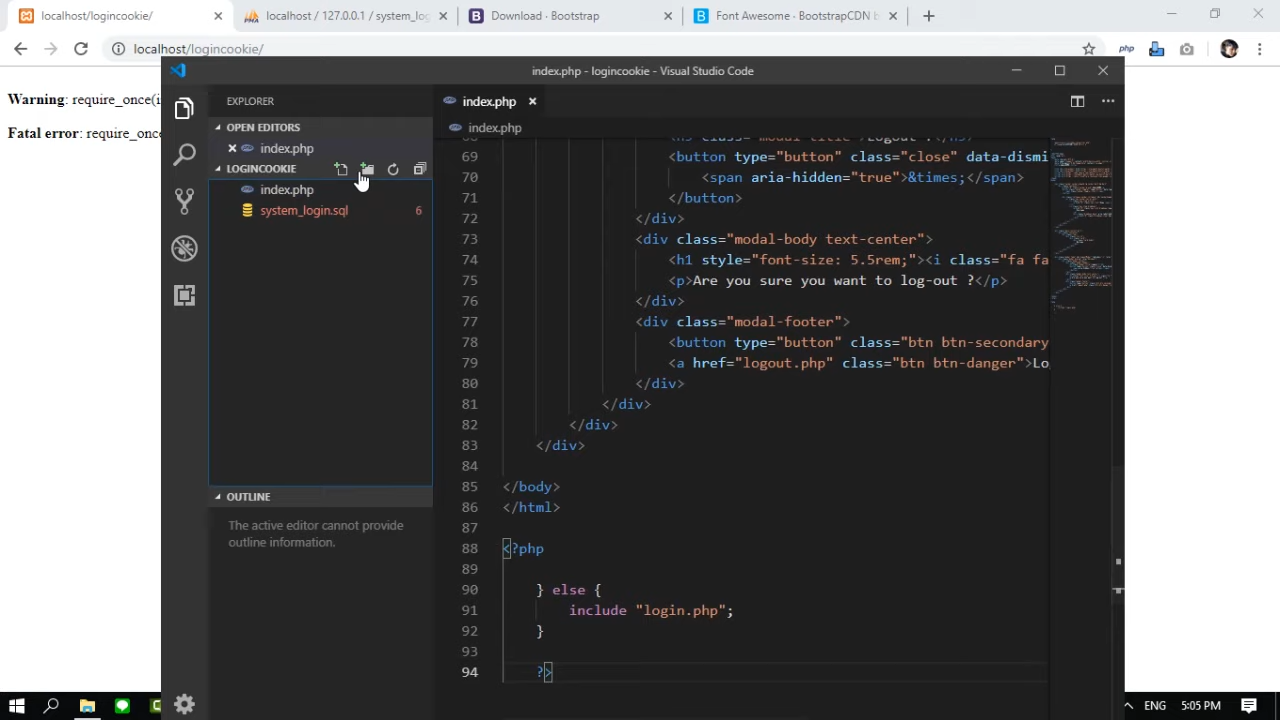 localhost/logincookie/
localhost / 127.0.0.1 / system_log
Download · Bootstrap
Font Awesome · BootstrapCDN b
localhost/logincookie/
php
index.php - logincookie - Visual Studio Code
Warning: require_once(i
Fatal error: require_once
EXPLORER
OPEN EDITORS
index.php
LOGINCOOKIE
index.php
system_login.sql 6
OUTLINE
The active editor cannot provide
outline information.
index.php
index.php
69 <button type="button" class="close" data-dismi
70 <span aria-hidden="true">&times;</span>
71 </button>
72 </div>
73 <div class="modal-body text-center">
74 <h1 style="font-size: 5.5rem;"><i class="fa fa
75 <p>Are you sure you want to log-out ?</p>
76 </div>
77 <div class="modal-footer">
78 <button type="button" class="btn btn-secondary
79 <a href="logout.php" class="btn btn-danger">Lo
80 </div>
81 </div>
82 </div>
83 </div>
84
85 </body>
86 </html>
87
88 <?php
89
90 } else {
91 include "login.php";
92 }
93
94 ?>
ENG 5:05 PM